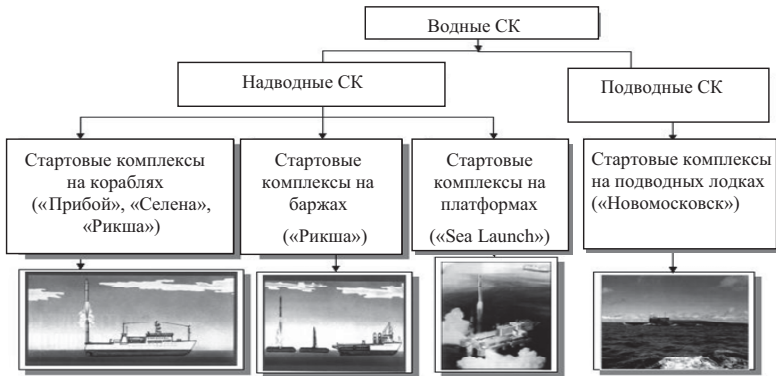 Водные СК
Надводные СК
Подводные СК
Стартовые комплексы
на кораблях
(«Прибой», «Селена»,
«Рикша»)
Стартовые
комплексы на
баржах
(«Рикша»)
Стартовые
комплексы на
платформах
(«Sea Launch»)
Стартовые комплексы
на подводных лодках
(«Новомосковск»)